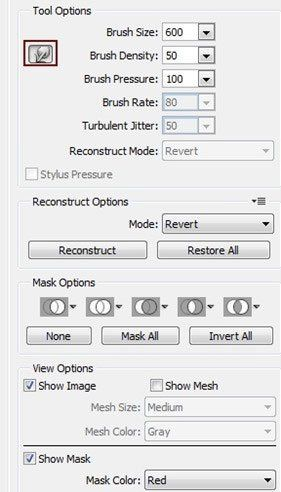 Tool Options
Brush Size: 600
Brush Density: 50
Brush Pressure: 100
Brush Rate: 80
Turbulent Jitter: 50
Reconstruct Mode: Revert
Stylus Pressure
Reconstruct Options
Mode: Revert
Reconstruct Restore All
Mask Options
None Mask All Invert All
View Options
Show Image Show Mesh
Mesh Size: Medium
Mesh Color: Gray
Show Mask
Mask Color: Red